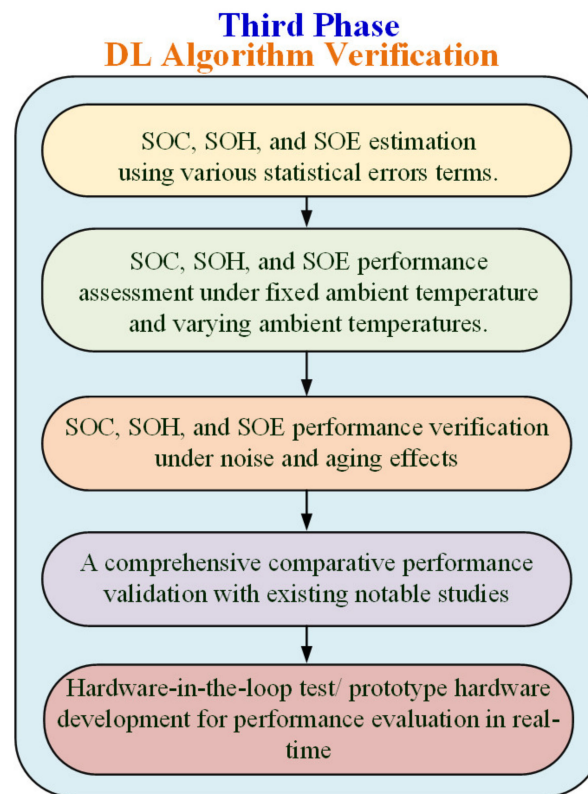 Third Phase
DL Algorithm Verification
SOC, SOH, and SOE estimation
using various statistical errors terms.
SOC, SOH, and SOE performance
assessment under fixed ambient temperature
and varying ambient temperatures.
SOC, SOH, and SOE performance verification
under noise and aging effects
A comprehensive comparative performance
validation with existing notable studies
Hardware-in-the-loop test/ prototype hardware
development for performance evaluation in real-
time